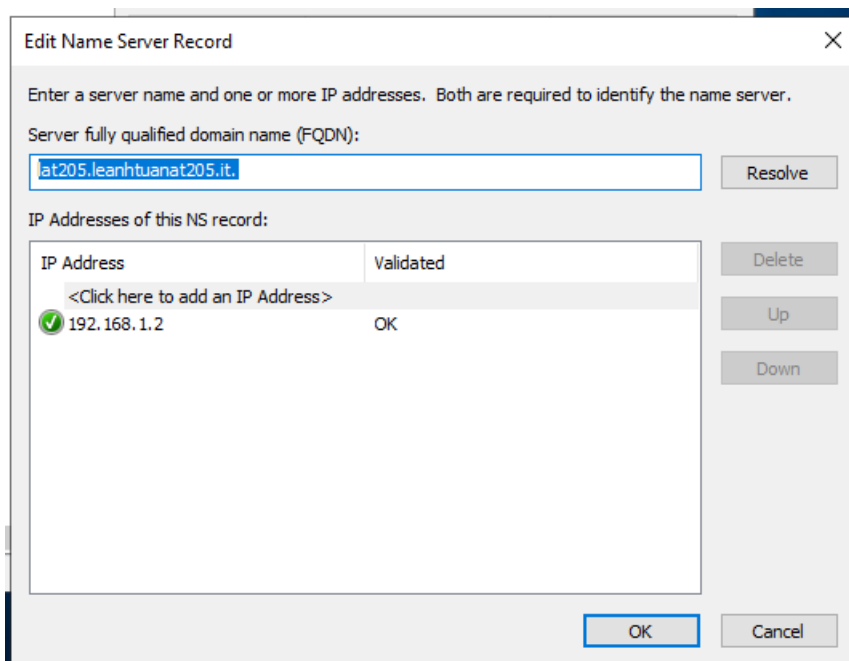 Edit Name Server Record
Enter a server name and one or more IP addresses. Both are required to identify the name server.
Server fully qualified domain name (FQDN):
lat205.leanhtuanat205.it.
Resolve
IP Addresses of this NS record:
IP Address Validated
Delete
<Click here to add an IP Address>
192.168.1.2 OK
Up
Down
OK Cancel